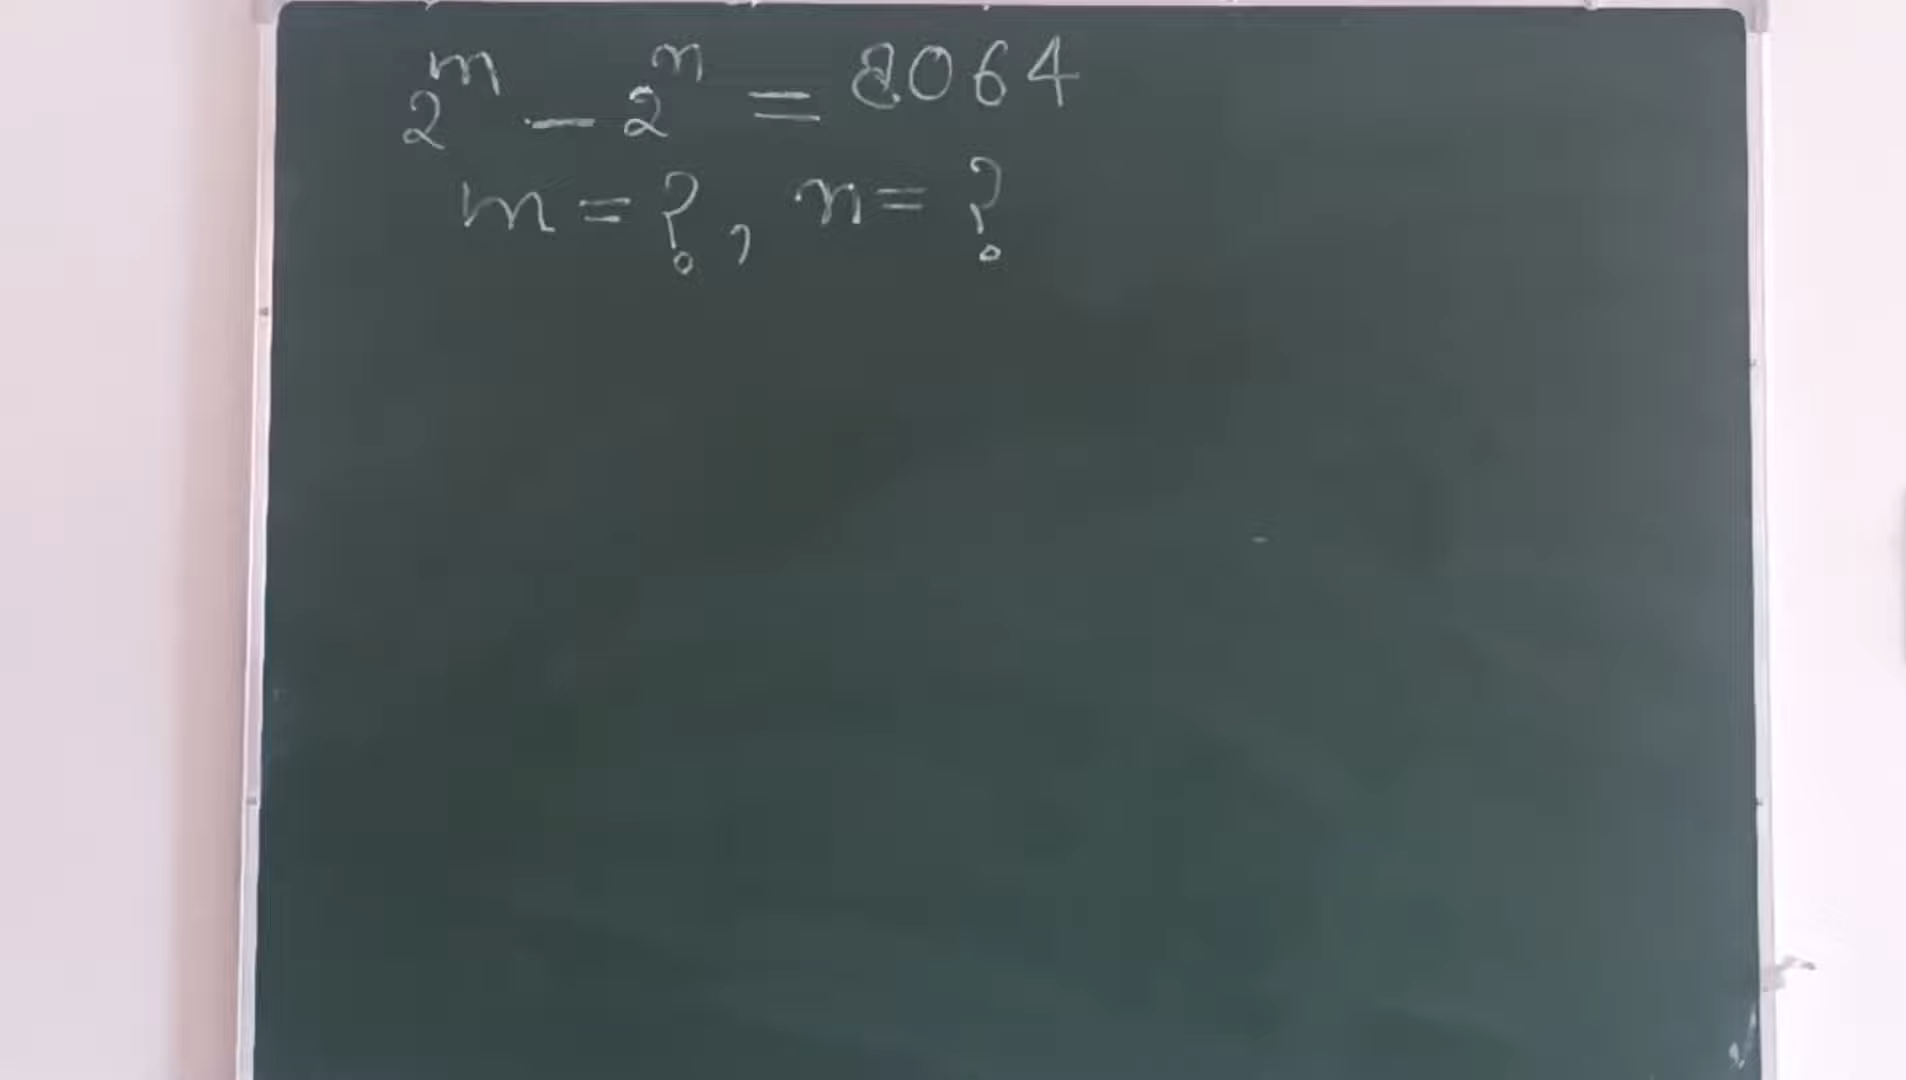 2^m - 2^n = 8064
m = ?, n = ?